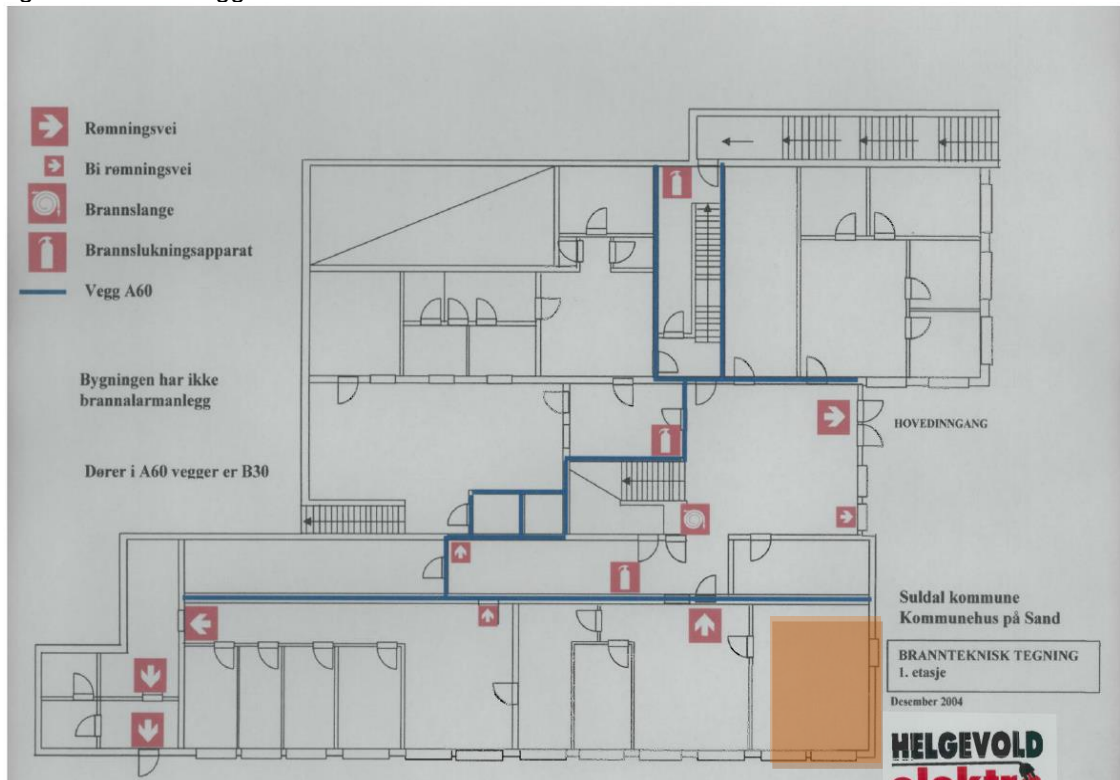 Rømningsvei
Bi rømningsvei
Brannslange
Brannslukningsapparat
Vegg A60
Bygningen har ikke
brannalarmanlegg
Dører i A60 vegger er B30
HOVEDINNGANG
Suldal kommune
Kommunehus på Sand
BRANNTEKNISK TEGNING
1. etasje
Desember 2004
HELGEVOLD
elektro